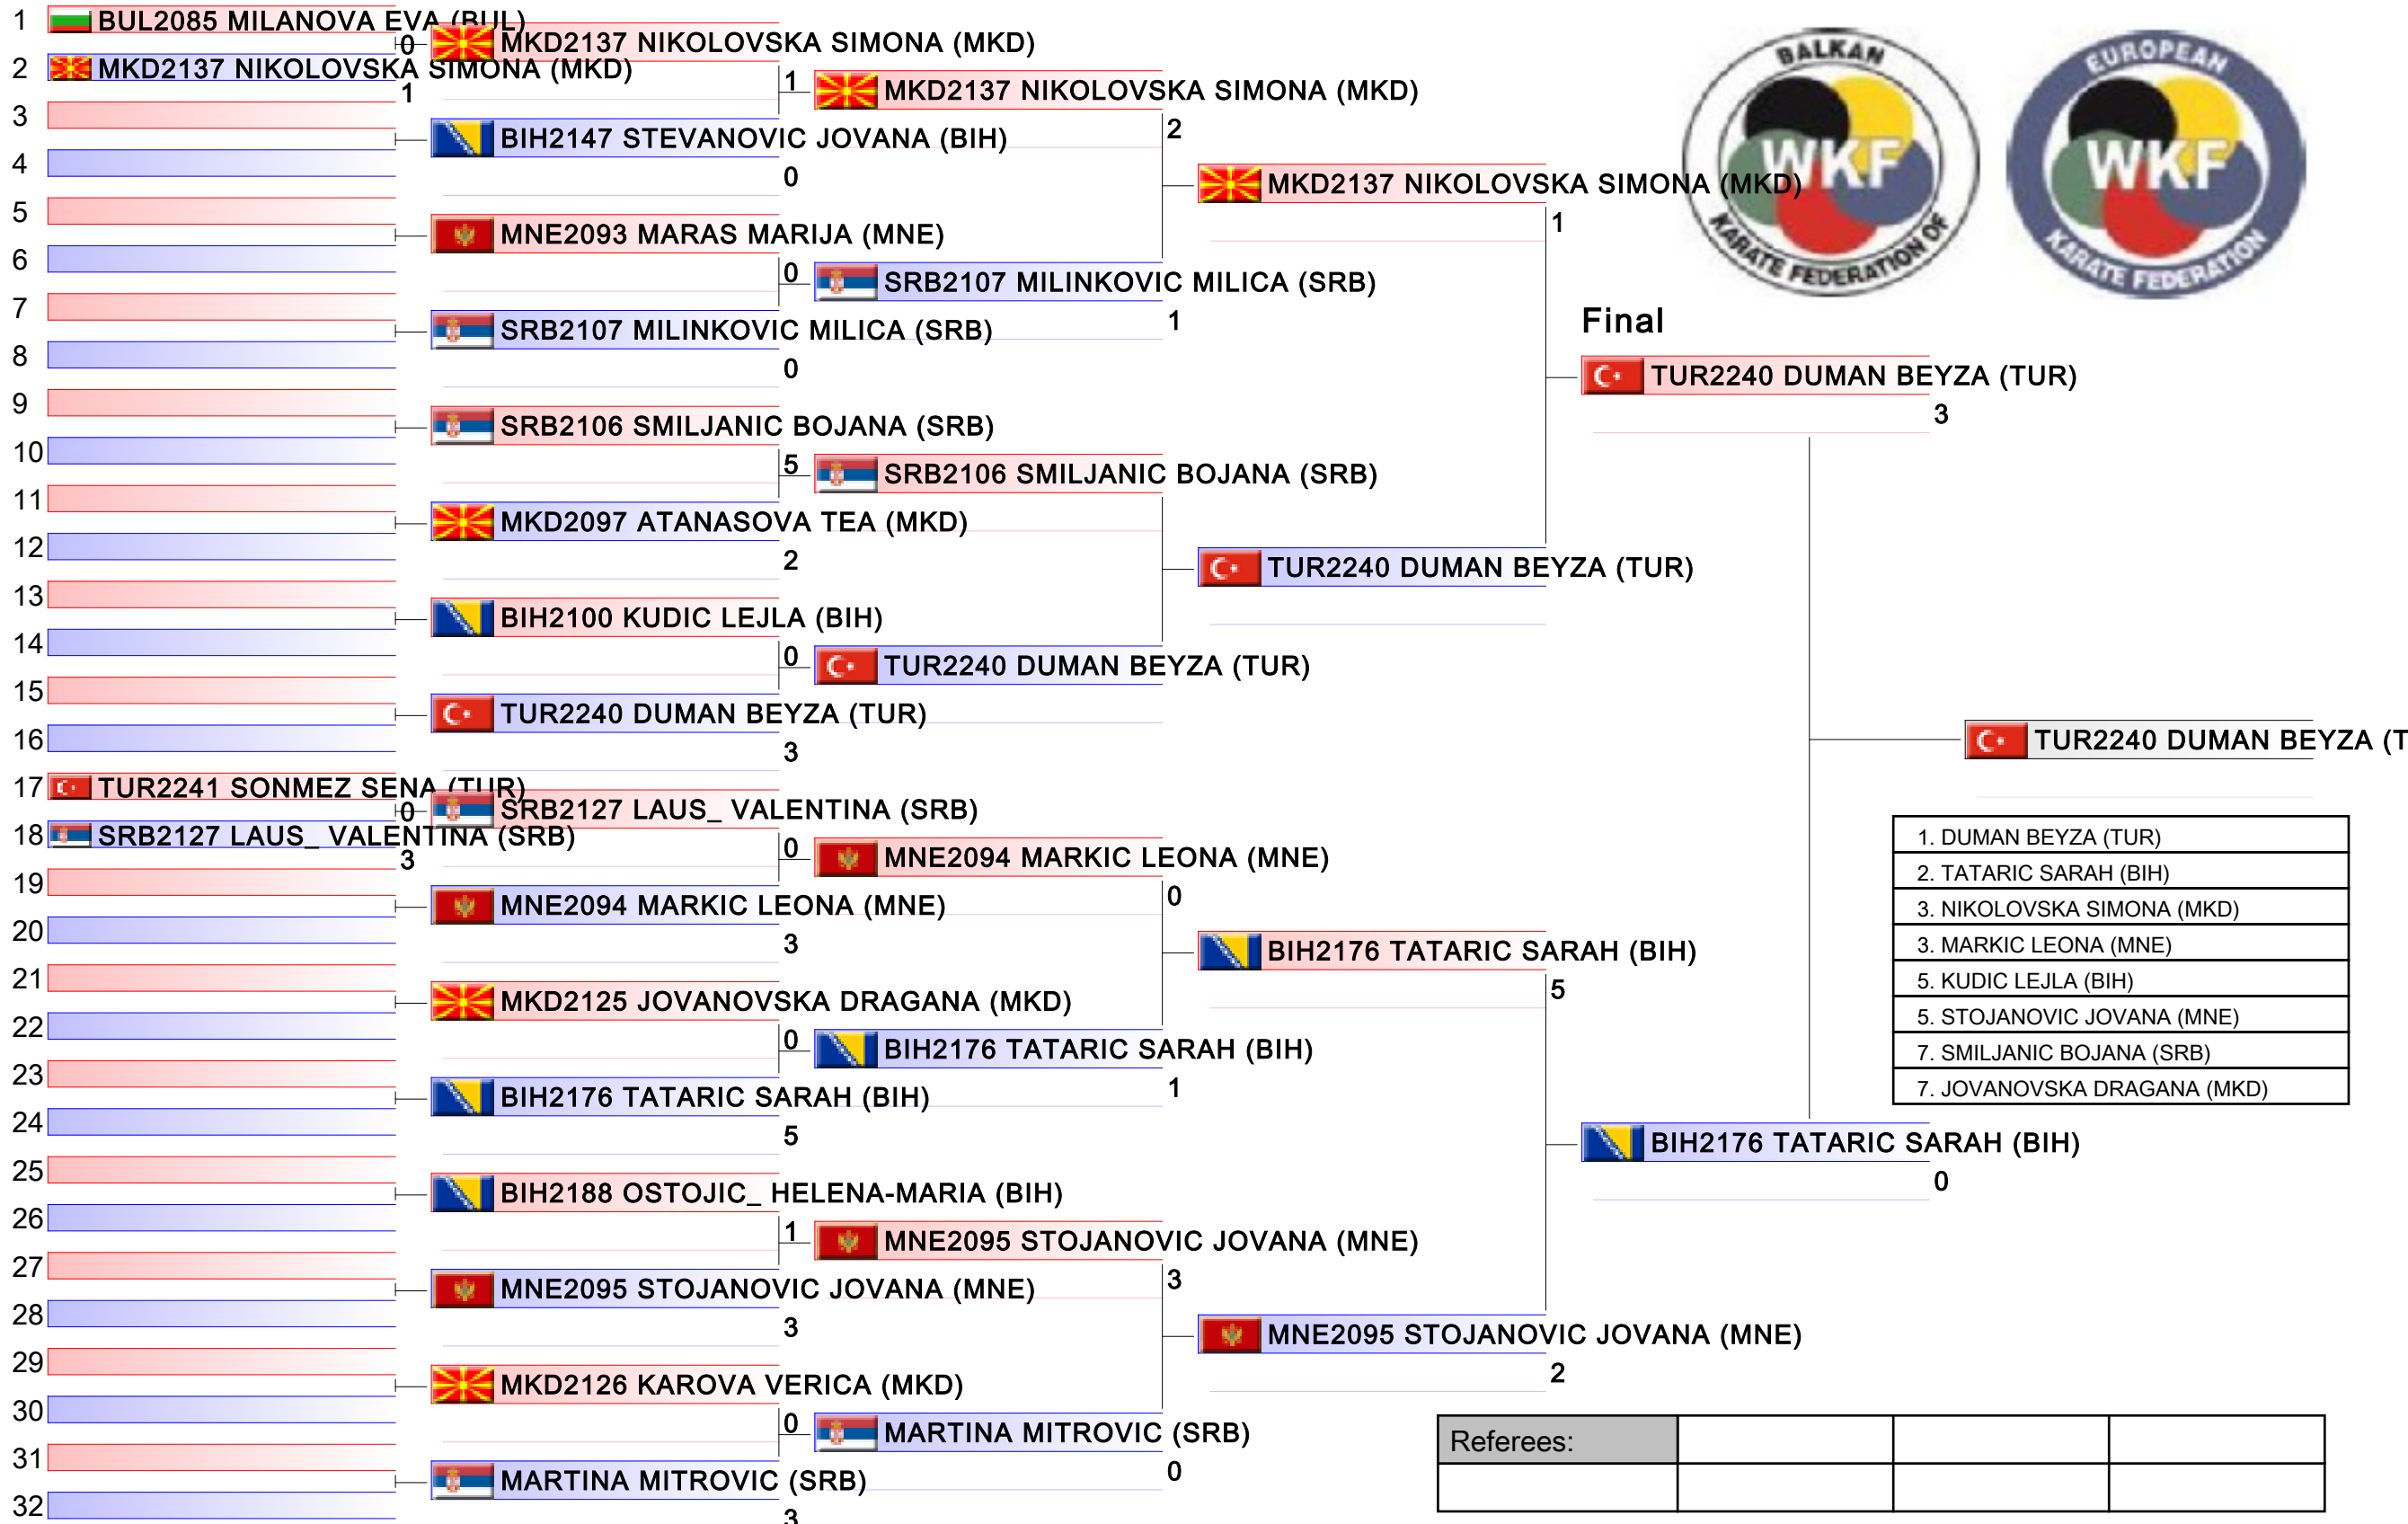 1 BUL2085 MILANOVA EVA (BUL)
0
2 MKD2137 NIKOLOVSKA SIMONA (MKD)
1
3
4
5
6
7
8
9
10
11
12
13
14
15
16
17 TUR2241 SONMEZ SENA (TUR)
0
18 SRB2127 LAUS_ VALENTINA (SRB)
3
19
20
21
22
23
24
25
26
27
28
29
30
31
32
MKD2137 NIKOLOVSKA SIMONA (MKD)
1
BIH2147 STEVANOVIC JOVANA (BIH)
0
MNE2093 MARAS MARIJA (MNE)
0
SRB2107 MILINKOVIC MILICA (SRB)
0
SRB2106 SMILJANIC BOJANA (SRB)
5
MKD2097 ATANASOVA TEA (MKD)
2
BIH2100 KUDIC LEJLA (BIH)
0
TUR2240 DUMAN BEYZA (TUR)
3
SRB2127 LAUS_ VALENTINA (SRB)
0
MNE2094 MARKIC LEONA (MNE)
3
MKD2125 JOVANOVSKA DRAGANA (MKD)
0
BIH2176 TATARIC SARAH (BIH)
5
BIH2188 OSTOJIC_ HELENA-MARIA (BIH)
1
MNE2095 STOJANOVIC JOVANA (MNE)
3
MKD2126 KAROVA VERICA (MKD)
0
MARTINA MITROVIC (SRB)
3
MKD2137 NIKOLOVSKA SIMONA (MKD)
2
SRB2107 MILINKOVIC MILICA (SRB)
1
SRB2106 SMILJANIC BOJANA (SRB)
TUR2240 DUMAN BEYZA (TUR)
MNE2094 MARKIC LEONA (MNE)
0
BIH2176 TATARIC SARAH (BIH)
1
MNE2095 STOJANOVIC JOVANA (MNE)
3
MARTINA MITROVIC (SRB)
0
MKD2137 NIKOLOVSKA SIMONA (MKD)
1
TUR2240 DUMAN BEYZA (TUR)
BIH2176 TATARIC SARAH (BIH)
5
MNE2095 STOJANOVIC JOVANA (MNE)
2
BALKAN
WKF
KARATE FEDERATION OF
EUROPEAN
WKF
KARATE FEDERATION
Final
TUR2240 DUMAN BEYZA (TUR)
3
BIH2176 TATARIC SARAH (BIH)
0
TUR2240 DUMAN BEYZA (T
1. DUMAN BEYZA (TUR)
2. TATARIC SARAH (BIH)
3. NIKOLOVSKA SIMONA (MKD)
3. MARKIC LEONA (MNE)
5. KUDIC LEJLA (BIH)
5. STOJANOVIC JOVANA (MNE)
7. SMILJANIC BOJANA (SRB)
7. JOVANOVSKA DRAGANA (MKD)
Referees: